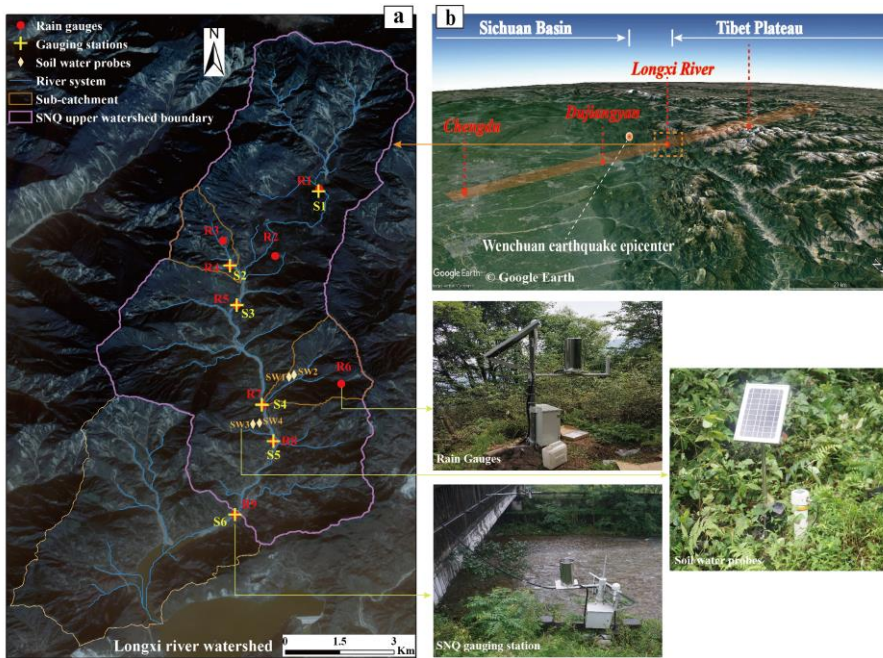 a
Rain gauges
Gauging stations
Soil water probes
River system
Sub-catchment
SNQ upper watershed boundary
N
R1
S1
R3
R2
R4
S2
R5
S3
SW1
SW2
R6
R7
S4
SW3
SW4
R8
S5
R9
S6
Longxi river watershed
0 1.5 3
Km
b
Sichuan Basin
Tibet Plateau
Longxi River
Dujiangyan
Chengdu
Wenchuan earthquake epicenter
Google Earth
© Google Earth
Rain Gauges
Soil water probes
SNQ gauging station